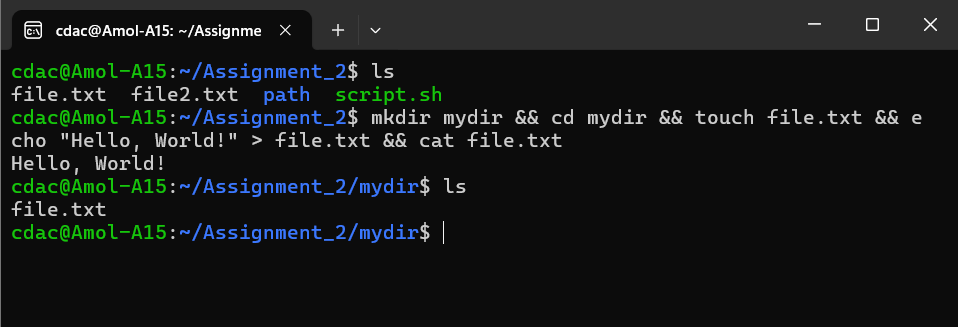 cdac@Amol-A15: ~/Assignme
cdac@Amol-A15:~/Assignment_2$ ls
file.txt  file2.txt  path  script.sh
cdac@Amol-A15:~/Assignment_2$ mkdir mydir && cd mydir && touch file.txt && e
cho "Hello, World!" > file.txt && cat file.txt
Hello, World!
cdac@Amol-A15:~/Assignment_2/mydir$ ls
file.txt
cdac@Amol-A15:~/Assignment_2/mydir$